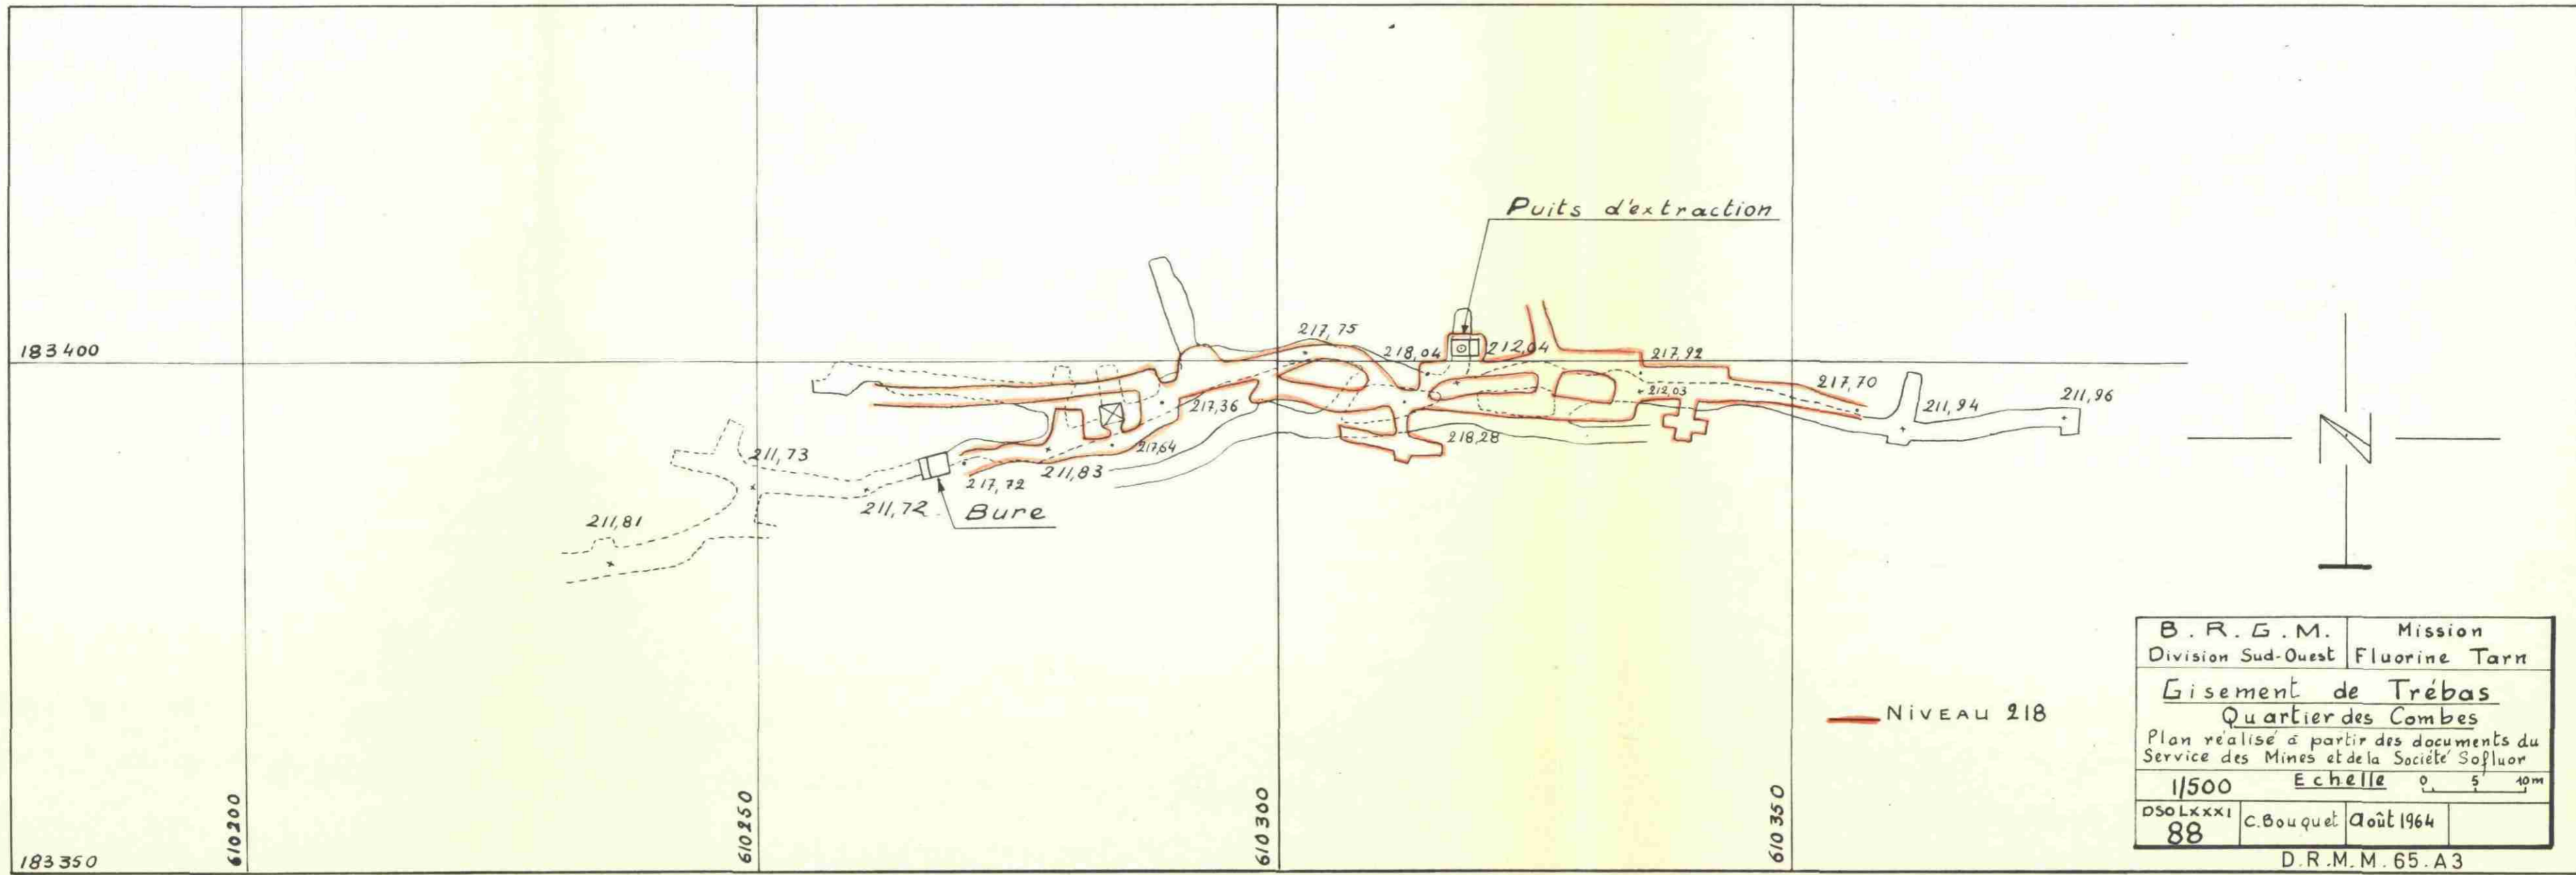 Puits d'extraction
183 400
217,75
218,04
212,04
217,92
217,36
212,03
217,70
211,94
211,96
217,64
218,28
211,73
217,72
211,83
211,72
Bure
211,81
NIVEAU 218
610 200
610 250
610 300
610 350
183 350
B. R. G. M.
Division Sud-Ouest
Mission
Fluorine Tarn
Gisement de Trébas
Quartier des Combes
Plan réalisé à partir des documents du
Service des Mines et de la Société Sofluor
1/500
Echelle
0 5 10m
DSO LXXXI
88
C. Bouquet
Août 1964
D.R.M.M. 65. A3
N